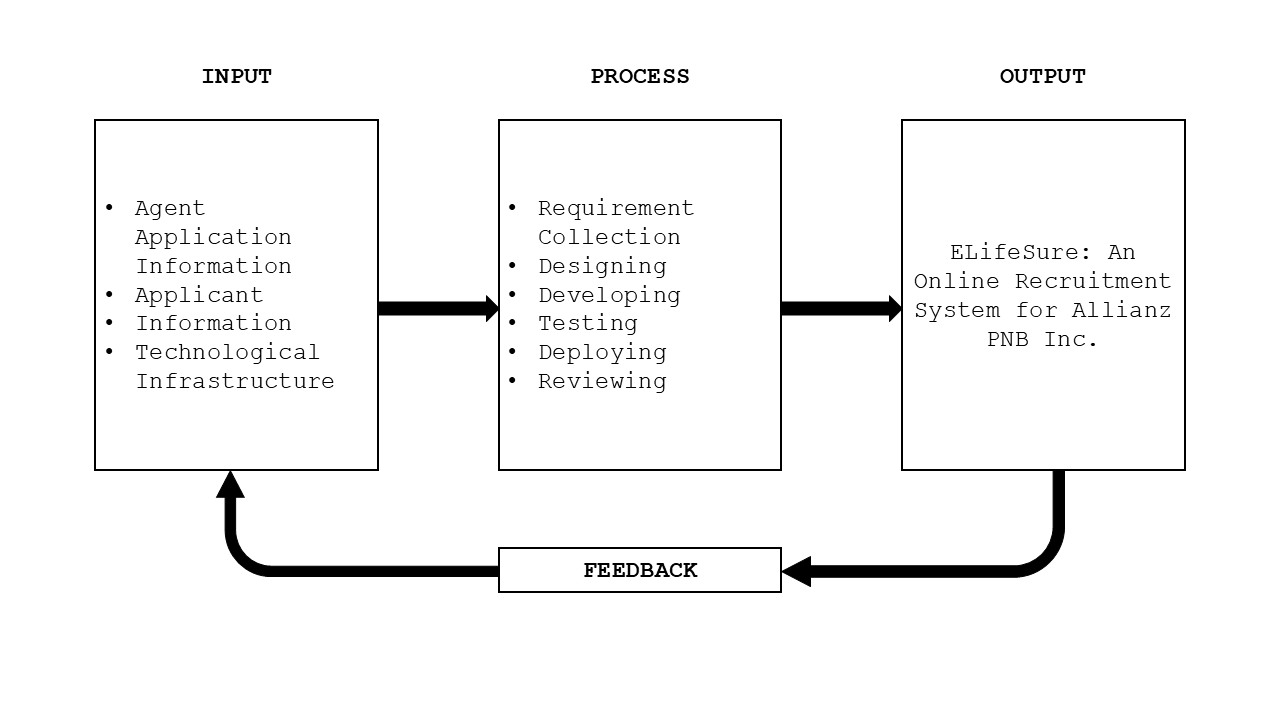 INPUT
PROCESS
OUTPUT
• Agent
Application
Information
• Applicant
• Information
• Technological
Infrastructure
• Requirement
Collection
• Designing
• Developing
• Testing
• Deploying
• Reviewing
ELifeSure: An
Online Recruitment
System for Allianz
PNB Inc.
FEEDBACK